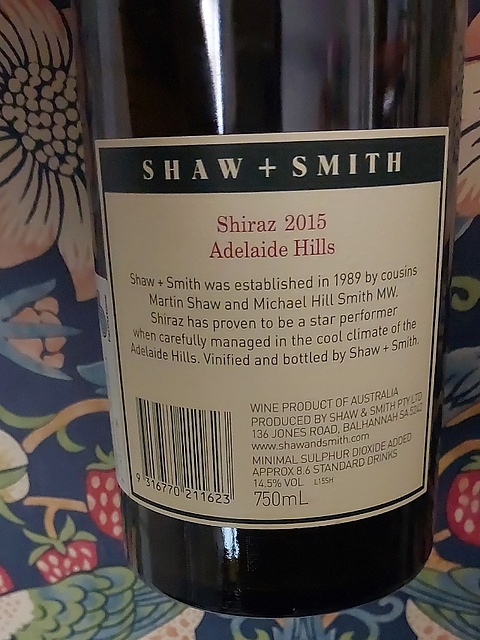 SHAW + SMITH
Shiraz 2015
Adelaide Hills
Shaw + Smith was established in 1989 by cousins
Martin Shaw and Michael Hill Smith MW.
Shiraz has proven to be a star performer
when carefully managed in the cool climate of the
Adelaide Hills. Vinified and bottled by Shaw + Smith.
WINE PRODUCT OF AUSTRALIA
PRODUCED BY SHAW & SMITH PTY LTD
136 JONES ROAD, BALHANNAH SA 5242
www.shawandsmith.com
MINIMAL SULPHUR DIOXIDE ADDED
APPROX 8.6 STANDARD DRINKS
14.5% VOL L15SH
750mL
9 316770 211623